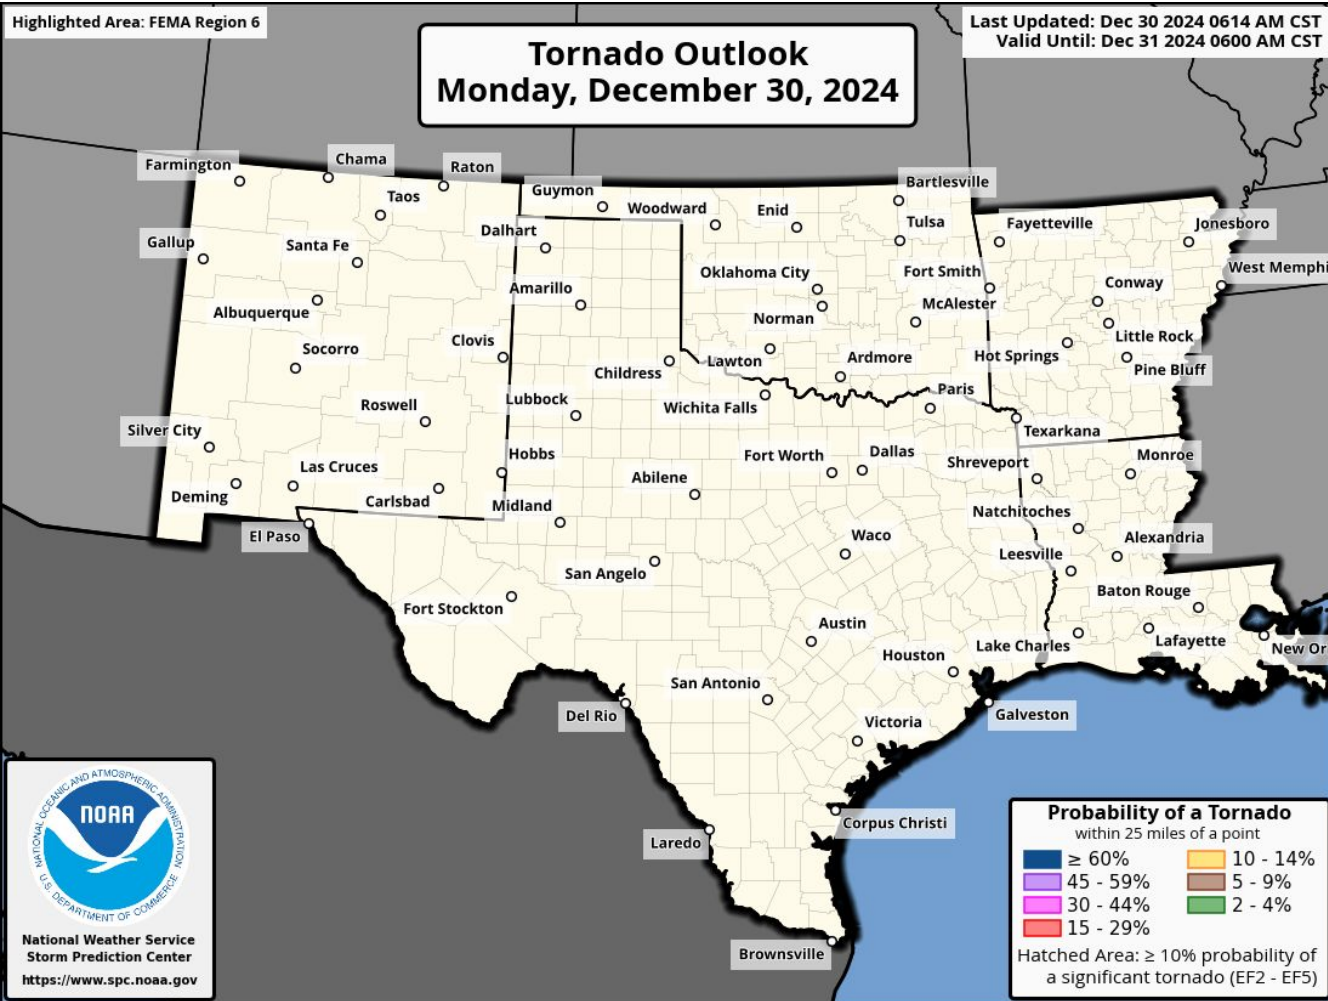 Highlighted Area: FEMA Region 6
Last Updated: Dec 30 2024 0614 AM CST
Valid Until: Dec 31 2024 0600 AM CST
Tornado Outlook
Monday, December 30, 2024
Farmington
Chama
Raton
Taos
Guymon
Woodward
Enid
Bartlesville
Tulsa
Fayetteville
Jonesboro
Gallup
Santa Fe
Dalhart
Oklahoma City
Fort Smith
West Memphi
Amarillo
Conway
Albuquerque
Norman
McAlester
Socorro
Clovis
Little Rock
Childress
Lawton
Ardmore
Hot Springs
Pine Bluff
Roswell
Lubbock
Wichita Falls
Paris
Silver City
Texarkana
Hobbs
Fort Worth
Dallas
Shreveport
Monroe
Las Cruces
Abilene
Deming
Carlsbad
Midland
Natchitoches
El Paso
Waco
Leesville
Alexandria
San Angelo
Baton Rouge
Fort Stockton
Austin
Lake Charles
Lafayette
New Or
Houston
San Antonio
Del Rio
Victoria
Galveston
Corpus Christi
Laredo
Brownsville
NATIONAL OCEANIC AND ATMOSPHERIC ADMINISTRATION
NOAA
U.S. DEPARTMENT OF COMMERCE
National Weather Service
Storm Prediction Center
https://www.spc.noaa.gov
Probability of a Tornado
within 25 miles of a point
≥ 60%
10 - 14%
45 - 59%
5 - 9%
30 - 44%
2 - 4%
15 - 29%
Hatched Area: ≥ 10% probability of
a significant tornado (EF2 - EF5)